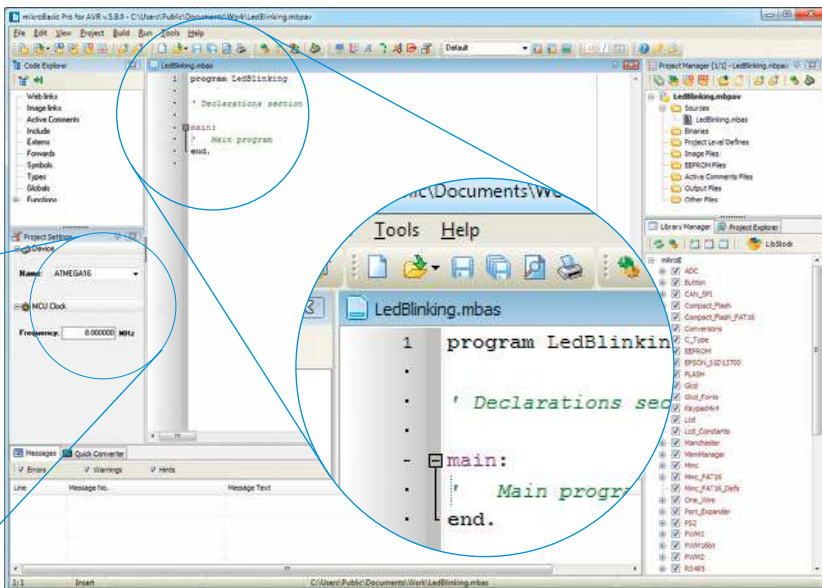 mikroBasic Pro for AVR v.5.8.0 - C:\Users\Public\Documents\Work\LedBlinking.mbpav
File Edit View Project Build Run Tools Help
Default
Code Explorer
Web links
Image links
Active Comments
Include
Externs
Forwards
Symbols
Types
Globals
Functions
Project Settings
Device
Name: ATMEGA16
MCU Clock
Frequency: 8.000000 MHz
LedBlinking.mbas
1 program LedBlinking
' Declarations section
main:
' Main program
end.
\Documents\Wo
Tools Help
LedBlinking.mbas
1 program LedBlinkin
' Declarations sec
main:
' Main progra
end.
Project Manager [1/1] - LedBlinking.mbpav
LedBlinking.mbpav
Sources
LedBlinking.mbas
Binaries
Project Level Defines
Image Files
EEPROM Files
Active Comments Files
Output Files
Other Files
Library Manager Project Explorer
LibStock
mikroE
ADC
Button
CAN_SPI
Compact_Flash
Compact_Flash_FAT16
Conversions
C_Type
EEPROM
EPSON_S1D13700
FLASH
Glcd
Glcd_Fonts
Keypad4x4
Lcd
Lcd_Constants
Manchester
MemManager
Mmc
Mmc_FAT16
Mmc_FAT16_Defs
One_Wire
Port_Expander
PS2
PWM1
PWM16bit
PWM2
RS485
Messages Quick Converter
Errors Warnings Hints
Line Message No. Message Text
1:1 Insert C:\Users\Public\Documents\Work\LedBlinking.mbas